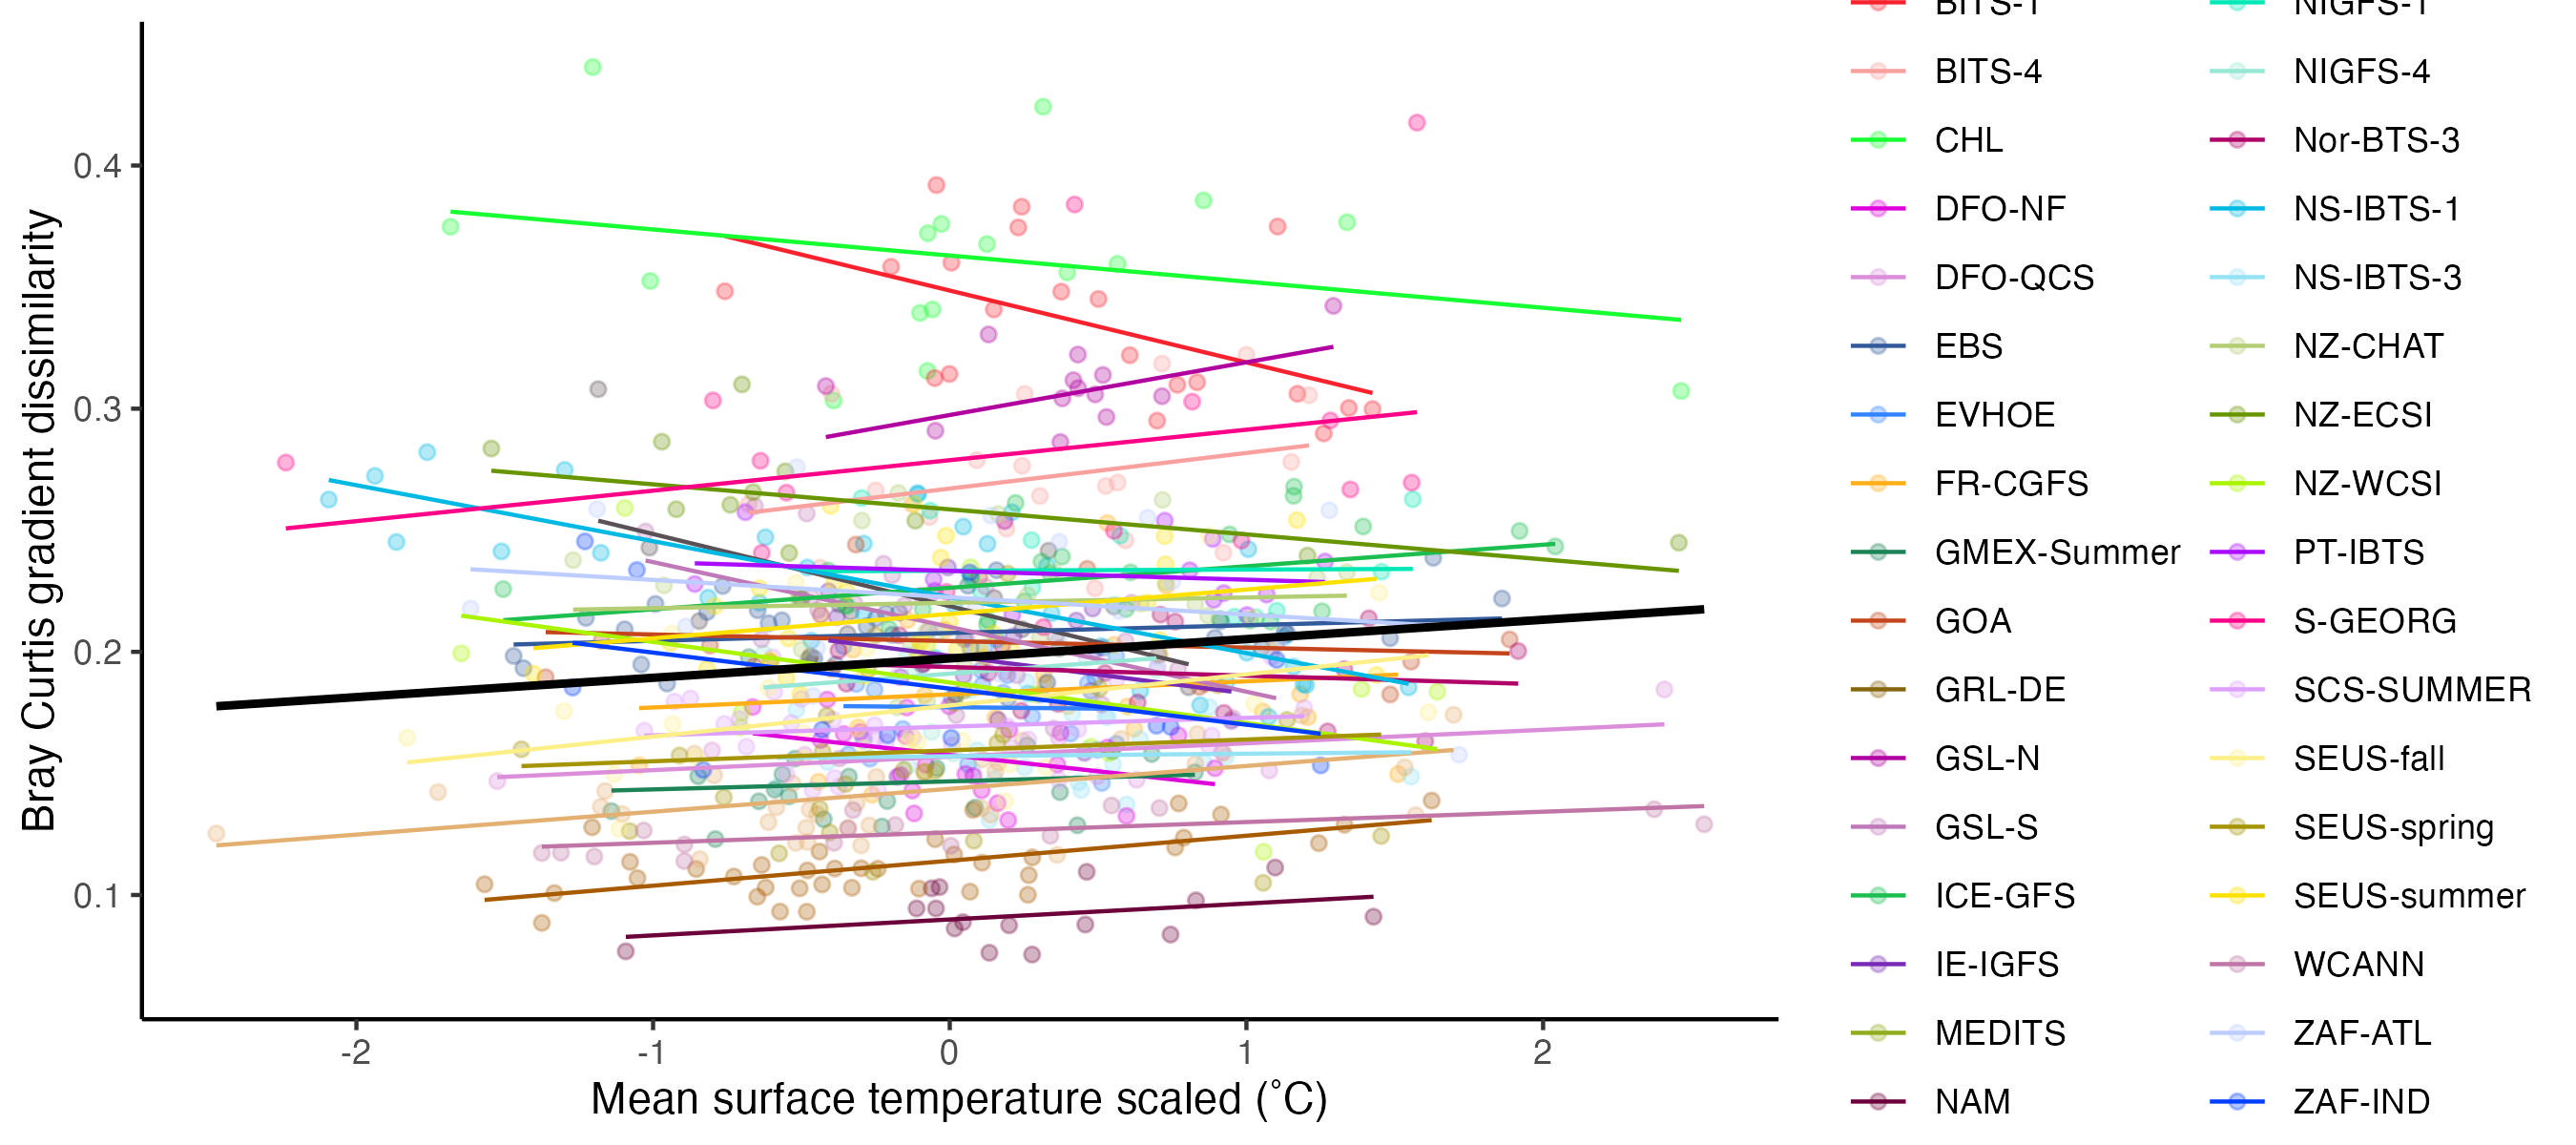 BITS-1 NIGFS-1
BITS-4 NIGFS-4
CHL Nor-BTS-3
DFO-NF NS-IBTS-1
DFO-QCS NS-IBTS-3
EBS NZ-CHAT
EVHOE NZ-ECSI
FR-CGFS NZ-WCSI
GMEX-Summer PT-IBTS
GOA S-GEORG
GRL-DE SCS-SUMMER
GSL-N SEUS-fall
GSL-S SEUS-spring
ICE-GFS SEUS-summer
IE-IGFS WCANN
MEDITS ZAF-ATL
NAM ZAF-IND
Bray Curtis gradient dissimilarity
0.4
0.3
0.2
0.1
-2 -1 0 1 2
Mean surface temperature scaled (°C)